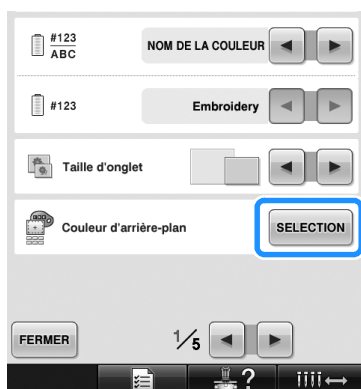 #123
ABC
NOM DE LA COULEUR
#123
Embroidery
Taille d'onglet
Couleur d'arrière-plan
SELECTION
FERMER
1/5
?